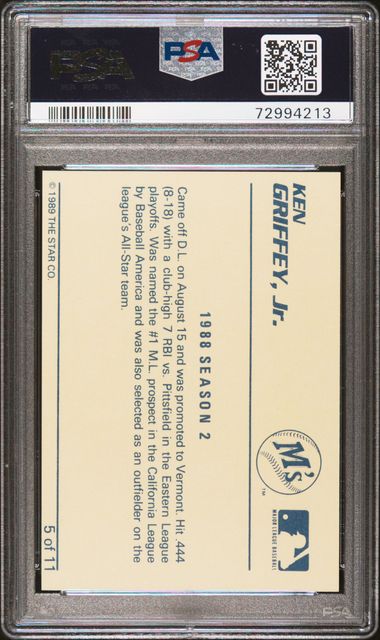 PSA
72994213
KEN
GRIFFEY, Jr.
M's
TM
MAJOR LEAGUE BASEBALL
1988 SEASON 2
Came off D.L. on August 15 and was promoted to Vermont. Hit .444
(8-18) with a club-high 7 RBI vs. Pittsfield in the Eastern League
playoffs. Was named the #1 M.L. prospect in the California League
by Baseball America and was also selected as an outfielder on the
league's All-Star team.
© 1989 THE STAR CO.
5 of 11
PSA